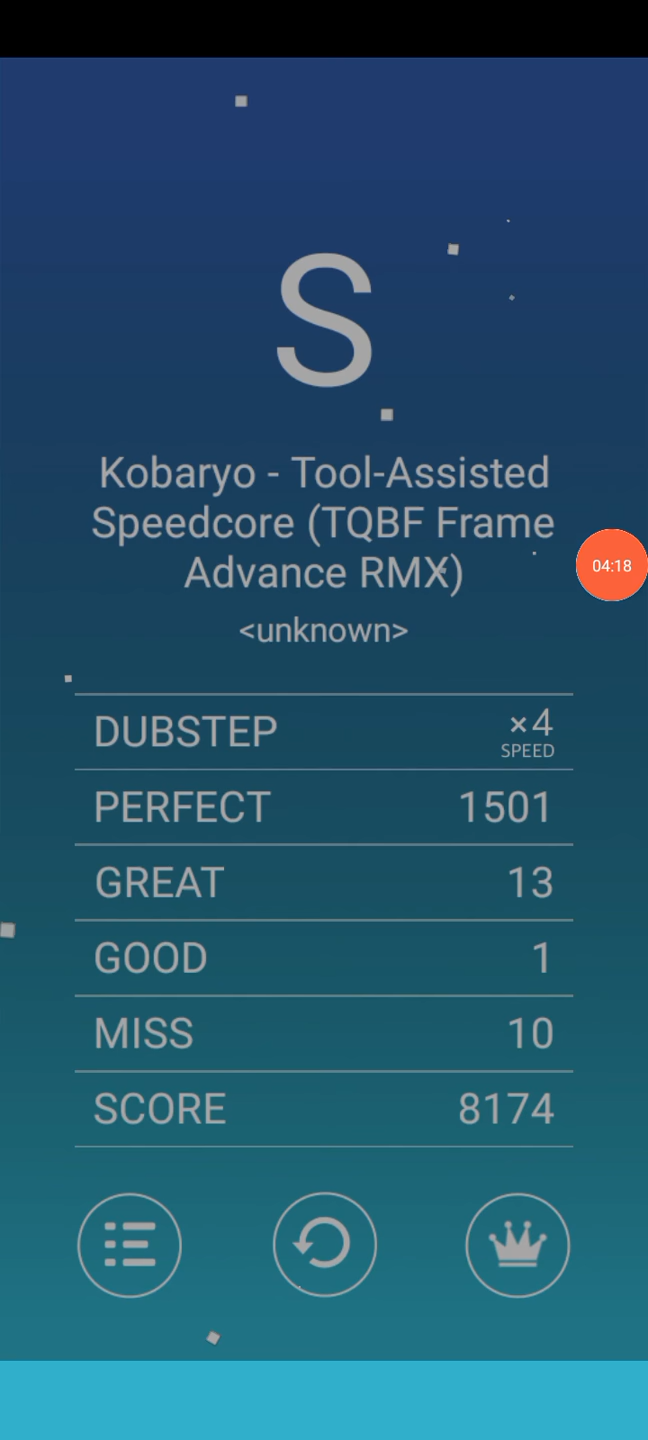 S
Kobaryo - Tool-Assisted
Speedcore (TQBF Frame
Advance RMX)
04:18
<unknown>
DUBSTEP ×4
SPEED
PERFECT 1501
GREAT 13
GOOD 1
MISS 10
SCORE 8174